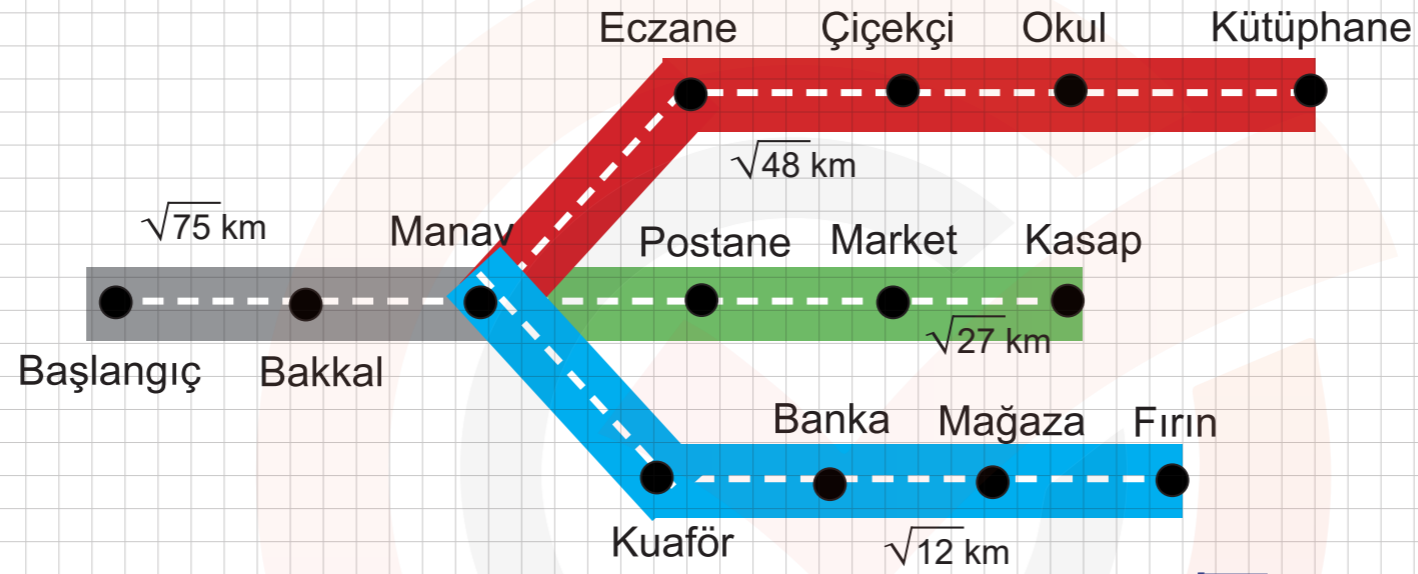 Eczane Çiçekçi Okul Kütüphane
√48 km
√75 km
Manav Postane Market Kasap
√27 km
Başlangıç Bakkal
Banka Mağaza Fırın
Kuaför √12 km